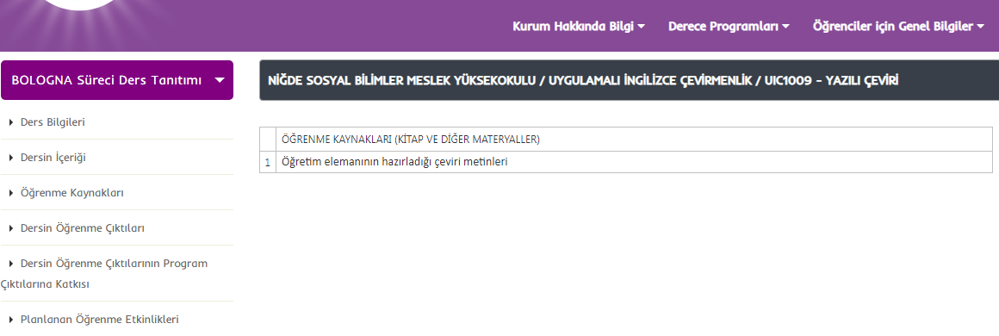 Kurum Hakkında Bilgi
Derece Programları
Öğrenciler için Genel Bilgiler
BOLOGNA Süreci Ders Tanıtımı
NİĞDE SOSYAL BİLİMLER MESLEK YÜKSEKOKULU / UYGULAMALI İNGİLİZCE ÇEVİRMENLİK / UIC1009 - YAZILI ÇEVİRİ
Ders Bilgileri
Dersin İçeriği
Öğrenme Kaynakları
Dersin Öğrenme Çıktıları
Dersin Öğrenme Çıktılarının Program
Çıktılarına Katkısı
Planlanan Öğrenme Etkinlikleri
ÖĞRENME KAYNAKLARI (KİTAP VE DİĞER MATERYALLER)
1 Öğretim elemanının hazırladığı çeviri metinleri